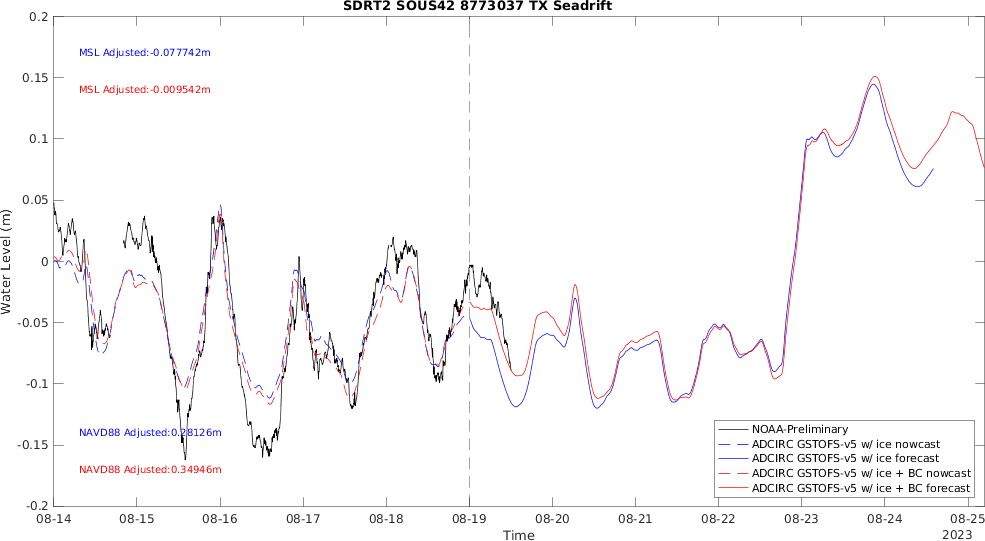 SDRT2 SOUS42 8773037 TX Seadrift
0.2
0.15
0.1
0.05
0
-0.05
-0.1
-0.15
-0.2
Water Level (m)
MSL Adjusted:-0.077742m
MSL Adjusted:-0.009542m
NAVD88 Adjusted:0.28126m
NAVD88 Adjusted:0.34946m
NOAA-Preliminary
ADCIRC GSTOFS-v5 w/ ice nowcast
ADCIRC GSTOFS-v5 w/ ice forecast
ADCIRC GSTOFS-v5 w/ ice + BC nowcast
ADCIRC GSTOFS-v5 w/ ice + BC forecast
08-14 08-15 08-16 08-17 08-18 08-19 08-20 08-21 08-22 08-23 08-24 08-25
Time
2023